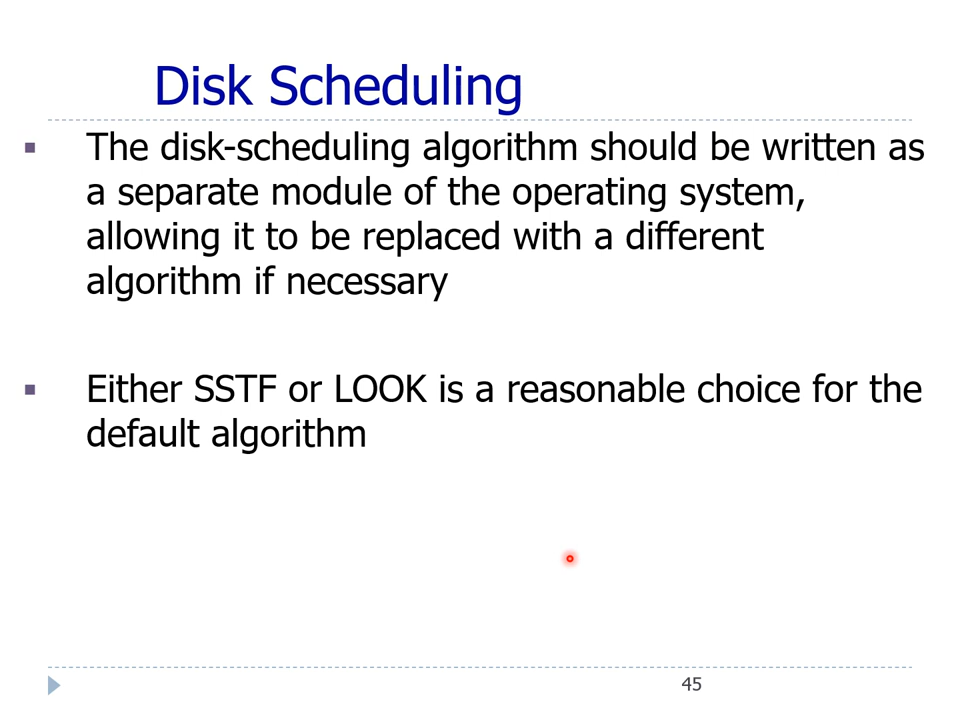 Disk Scheduling
The disk-scheduling algorithm should be written as
a separate module of the operating system,
allowing it to be replaced with a different
algorithm if necessary
Either SSTF or LOOK is a reasonable choice for the
default algorithm
45